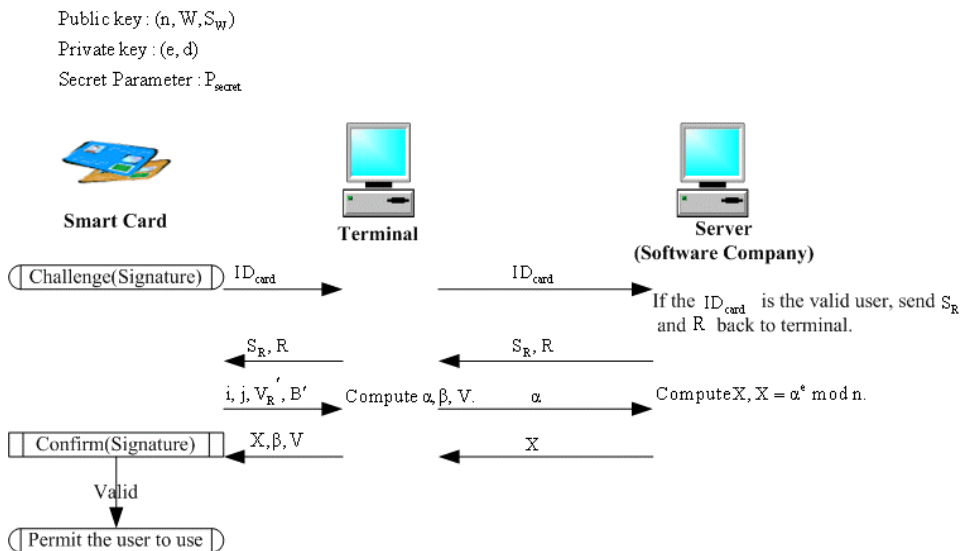 Public key : (n, W, S_W)
Private key : (e, d)
Secret Parameter : P_secret
Smart Card
Terminal
Server
(Software Company)
Challenge(Signature)
ID_card
ID_card
If the ID_card is the valid user, send S_R
and R back to terminal.
S_R, R
S_R, R
i, j, V_R′, B′
Compute α, β, V.
α
Compute X, X = α^e mod n.
Confirm(Signature)
X, β, V
X
Valid
Permit the user to use